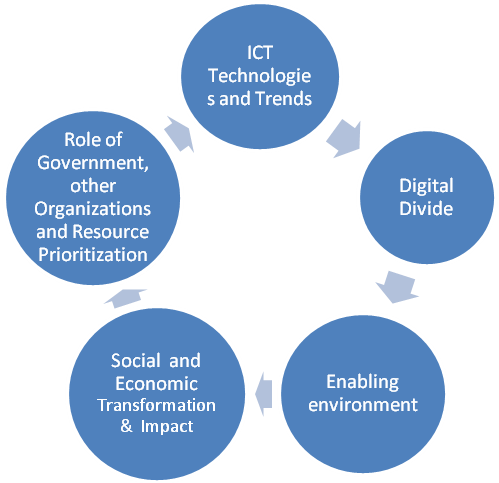 ICT
Technologie
s and Trends
Digital
Divide
Enabling
environment
Social and
Economic
Transformation
& Impact
Role of
Government,
other
Organizations
and Resource
Prioritization